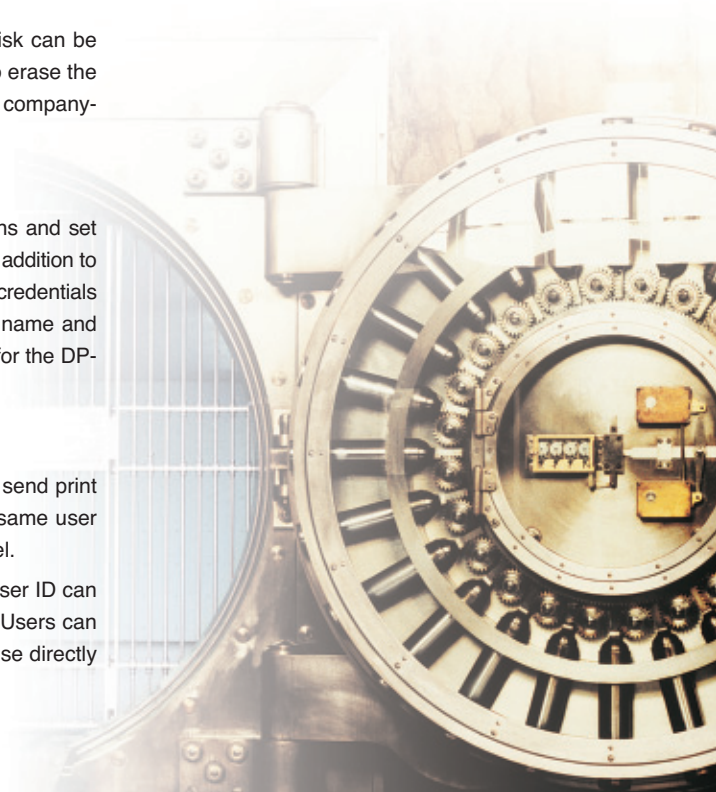 isk can be
erase the
company-
ns and set
addition to
credentials
name and
for the DP-
send print
same user
el.
ser ID can
Users can
se directly